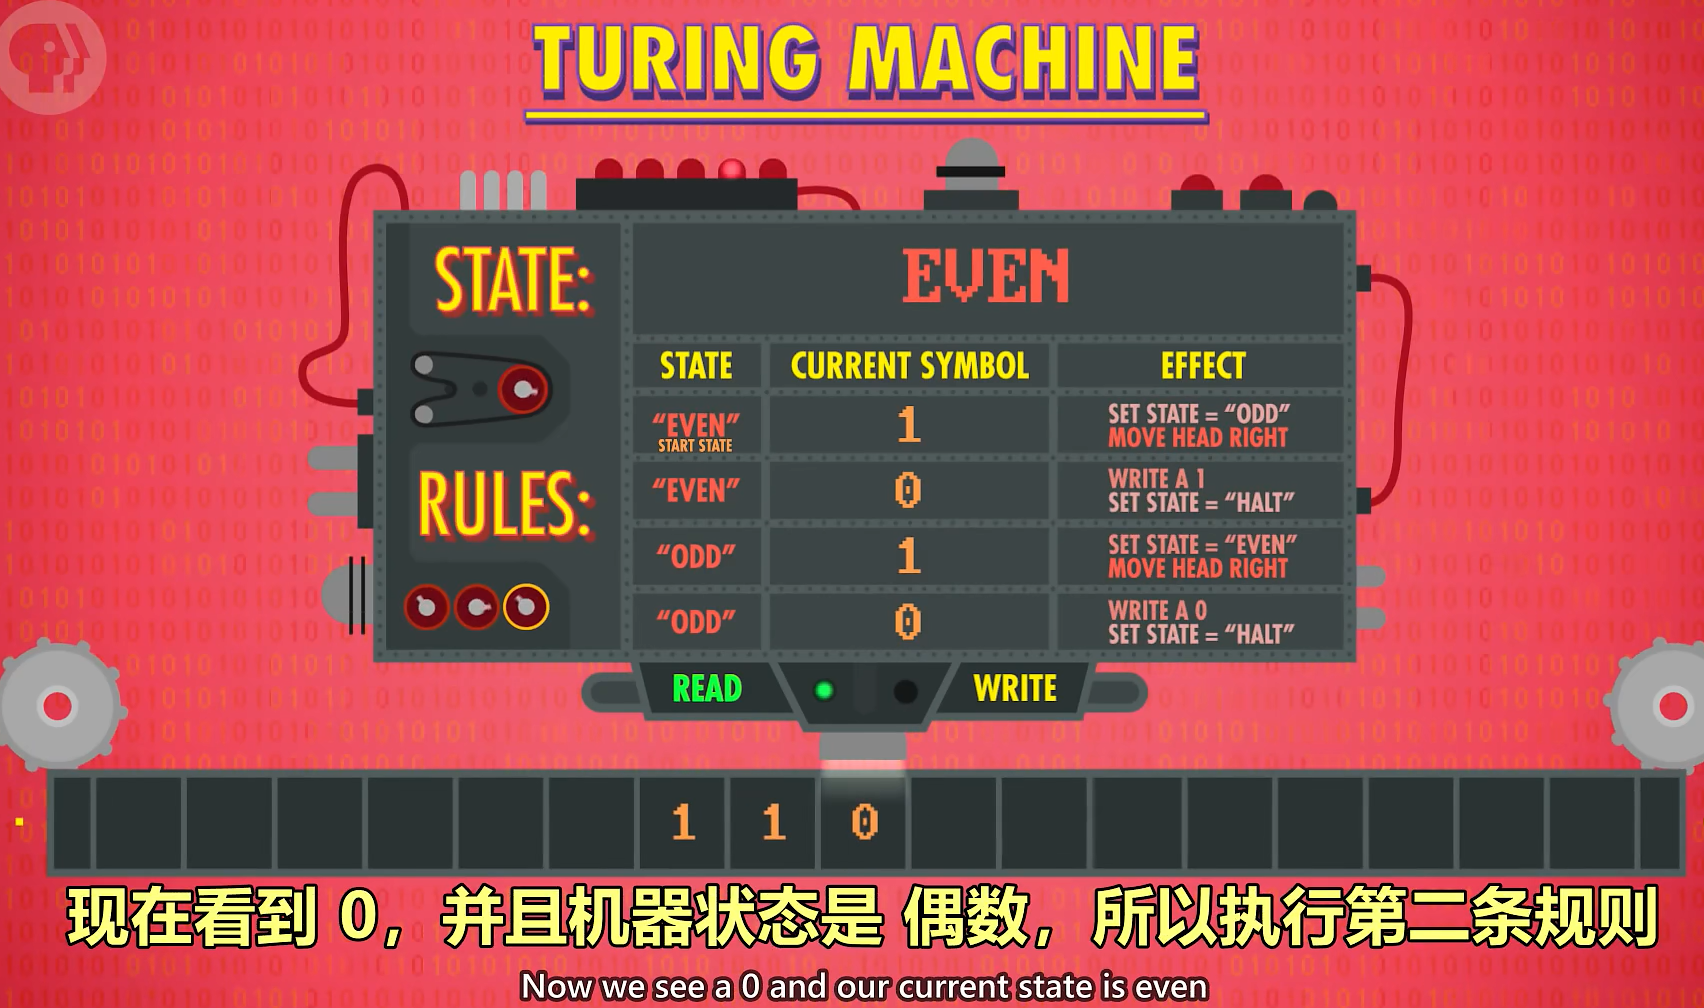 TURING MACHINE
STATE:
EVEN
STATE CURRENT SYMBOL EFFECT
“EVEN” 1 SET STATE = “ODD”
START STATE MOVE HEAD RIGHT
“EVEN” 0 WRITE A 1
SET STATE = “HALT”
RULES:
“ODD” 1 SET STATE = “EVEN”
MOVE HEAD RIGHT
“ODD” 0 WRITE A 0
SET STATE = “HALT”
READ WRITE
1 1 0
现在看到 0，并且机器状态是 偶数，所以执行第二条规则
Now we see a 0 and our current state is even